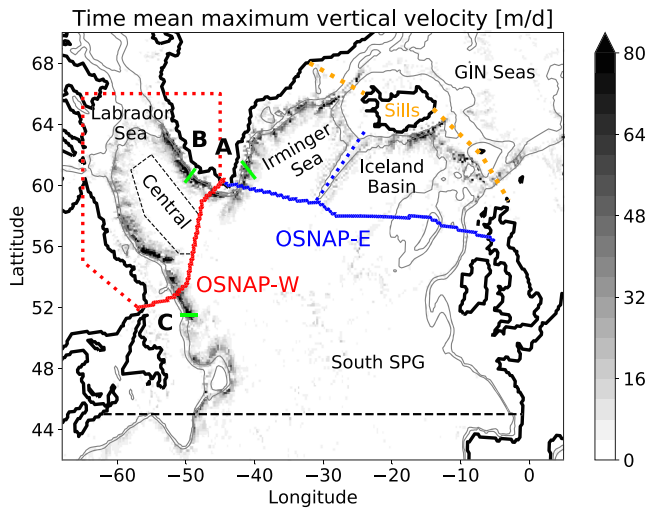 Time mean maximum vertical velocity [m/d]
68
64
60
56
52
48
44
Lattitude
−60
−50
−40
−30
−20
−10
0
Longitude
Labrador
Sea
B
A
Irminger
Sea
Sills
GIN Seas
Iceland
Basin
Central
OSNAP-E
OSNAP-W
C
South SPG
80
64
48
32
16
0